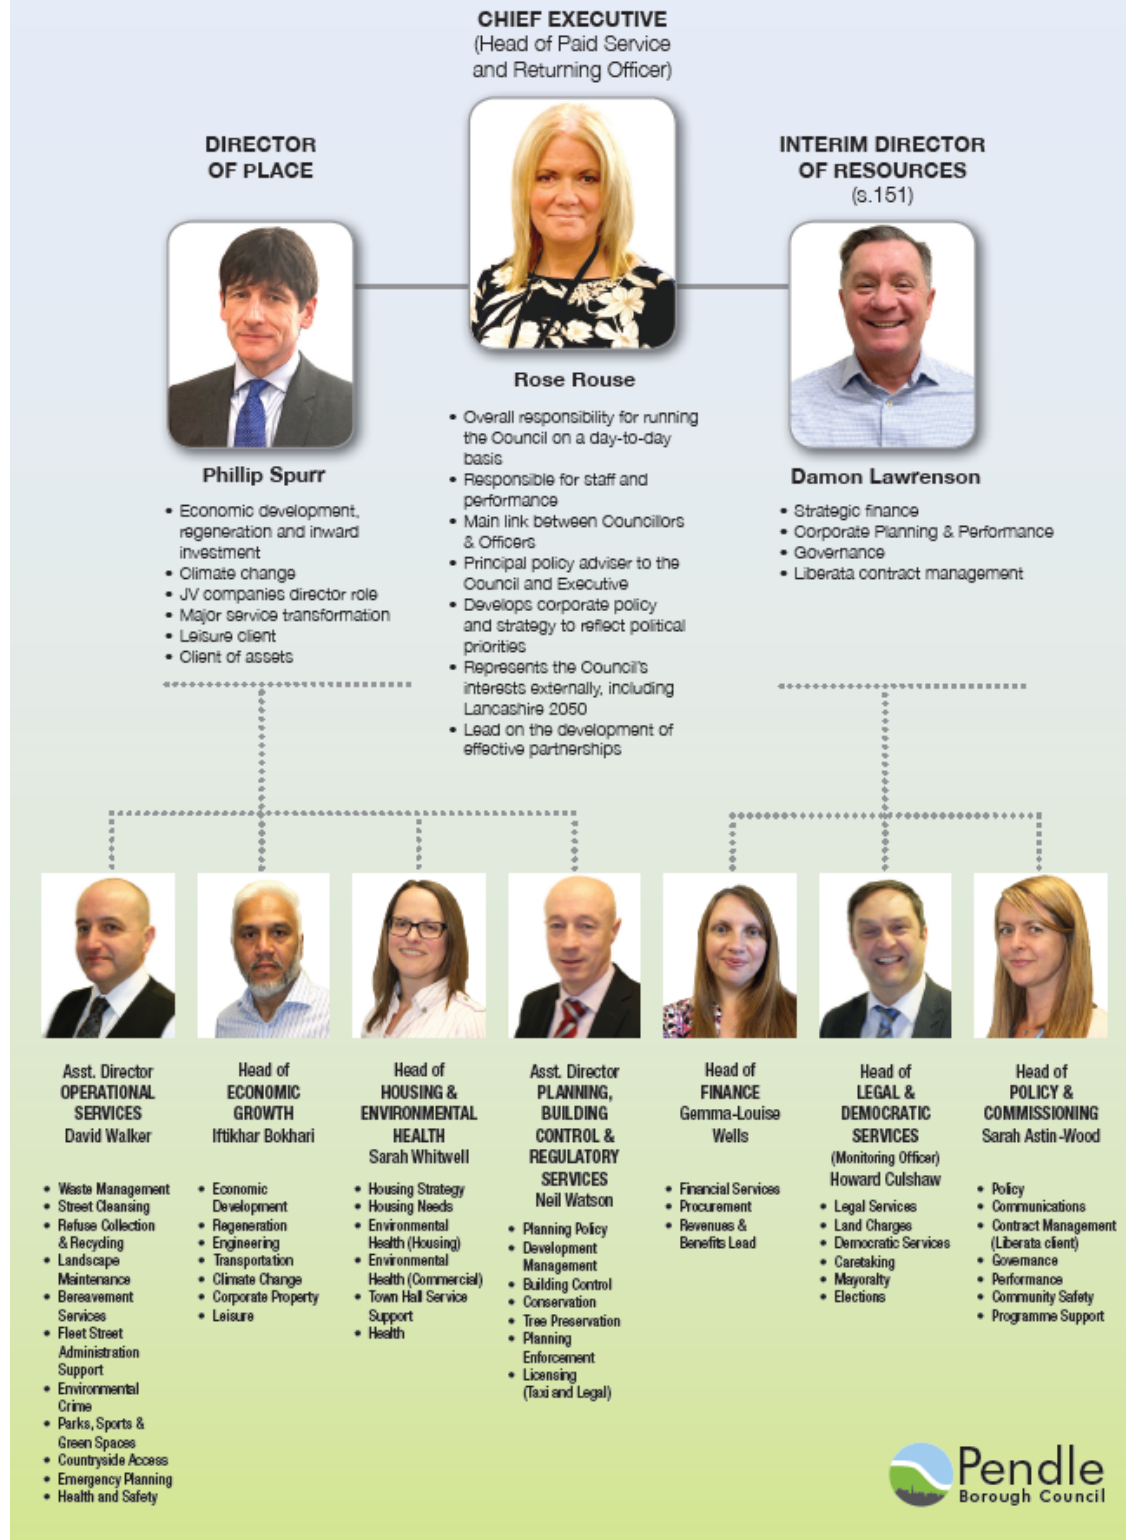 CHIEF EXECUTIVE
(Head of Paid Service
and Returning Officer)
DIRECTOR
OF PLACE
INTERIM DIRECTOR
OF RESOURCES
(s.151)
Rose Rouse
• Overall responsibility for running
the Council on a day-to-day
basis
• Responsible for staff and
performance
• Main link between Councillors
& Officers
• Principal policy adviser to the
Council and Executive
• Develops corporate policy
and strategy to reflect political
priorities
• Represents the Council's
interests externally, including
Lancashire 2050
• Lead on the development of
effective partnerships
Phillip Spurr
• Economic development,
regeneration and inward
investment
• Climate change
• JV companies director role
• Major service transformation
• Leisure client
• Client of assets
Damon Lawrenson
• Strategic finance
• Corporate Planning & Performance
• Governance
• Liberata contract management
Asst. Director
OPERATIONAL
SERVICES
David Walker
• Waste Management
• Street Cleansing
• Refuse Collection
& Recycling
• Landscape
Maintenance
• Bereavement
Services
• Fleet Street
Administration
Support
• Environmental
Crime
• Parks, Sports &
Green Spaces
• Countryside Access
• Emergency Planning
• Health and Safety
Head of
ECONOMIC
GROWTH
Iftikhar Bokhari
• Economic
Development
• Regeneration
• Engineering
• Transportation
• Climate Change
• Corporate Property
• Leisure
Head of
HOUSING &
ENVIRONMENTAL
HEALTH
Sarah Whitwell
• Housing Strategy
• Housing Needs
• Environmental
Health (Housing)
• Environmental
Health (Commercial)
• Town Hall Service
Support
• Health
Asst. Director
PLANNING,
BUILDING
CONTROL &
REGULATORY
SERVICES
Neil Watson
• Planning Policy
• Development
Management
• Building Control
• Conservation
• Tree Preservation
• Planning
Enforcement
• Licensing
(Taxi and Legal)
Head of
FINANCE
Gemma-Louise
Wells
• Financial Services
• Procurement
• Revenues &
Benefits Lead
Head of
LEGAL &
DEMOCRATIC
SERVICES
(Monitoring Officer)
Howard Culshaw
• Legal Services
• Land Charges
• Democratic Services
• Caretaking
• Mayoralty
• Elections
Head of
POLICY &
COMMISSIONING
Sarah Astin-Wood
• Policy
• Communications
• Contract Management
(Liberata client)
• Governance
• Performance
• Community Safety
• Programme Support
Pendle
Borough Council